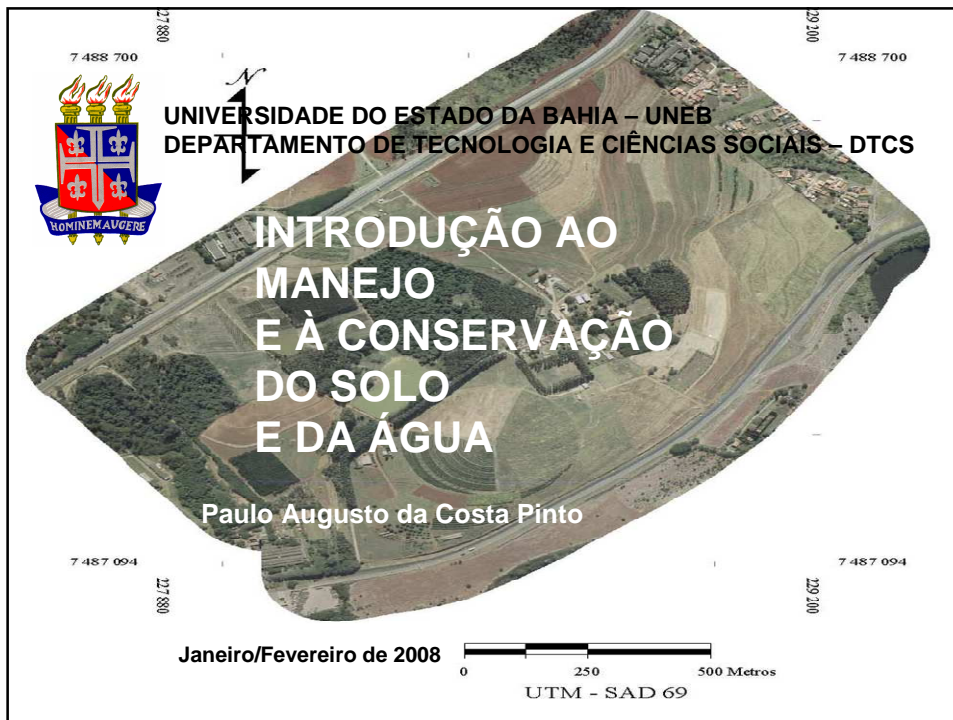 227 880
229 200
7 488 700
7 488 700
N
UNIVERSIDADE DO ESTADO DA BAHIA – UNEB
DEPARTAMENTO DE TECNOLOGIA E CIÊNCIAS SOCIAIS – DTCS
HOMINEM AUGERE
INTRODUÇÃO AO
MANEJO
E À CONSERVAÇÃO
DO SOLO
E DA ÁGUA
Paulo Augusto da Costa Pinto
7 487 094
7 487 094
227 880
229 200
Janeiro/Fevereiro de 2008
0 250 500 Metros
UTM - SAD 69